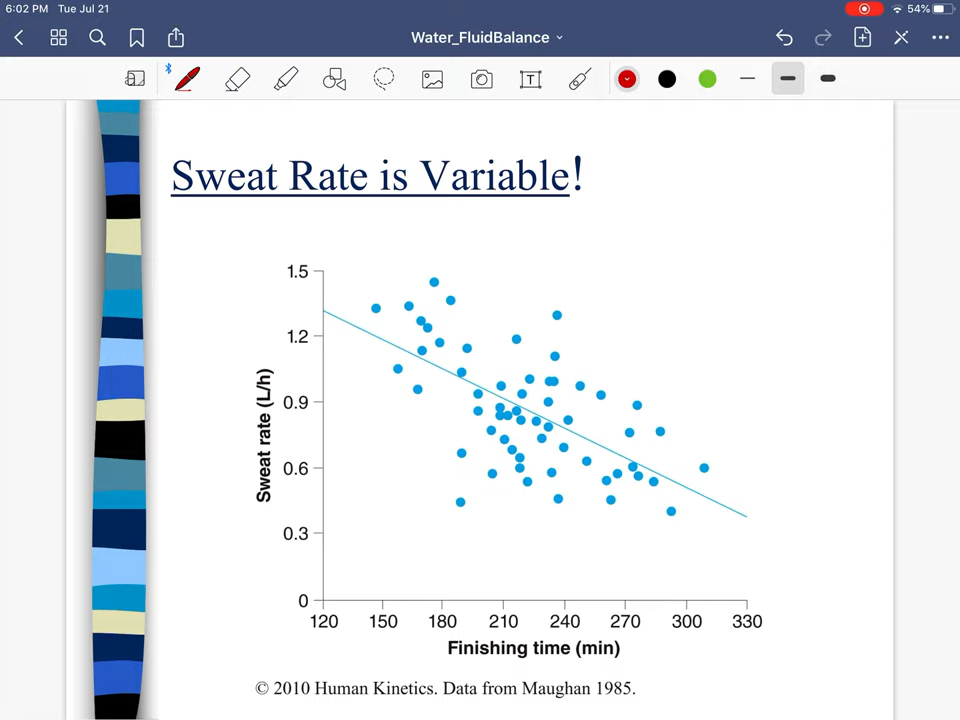 6:02 PM Tue Jul 21
54%
Water_FluidBalance
T
Sweat Rate is Variable!
1.5
1.2
0.9
0.6
0.3
0
Sweat rate (L/h)
120 150 180 210 240 270 300 330
Finishing time (min)
© 2010 Human Kinetics. Data from Maughan 1985.